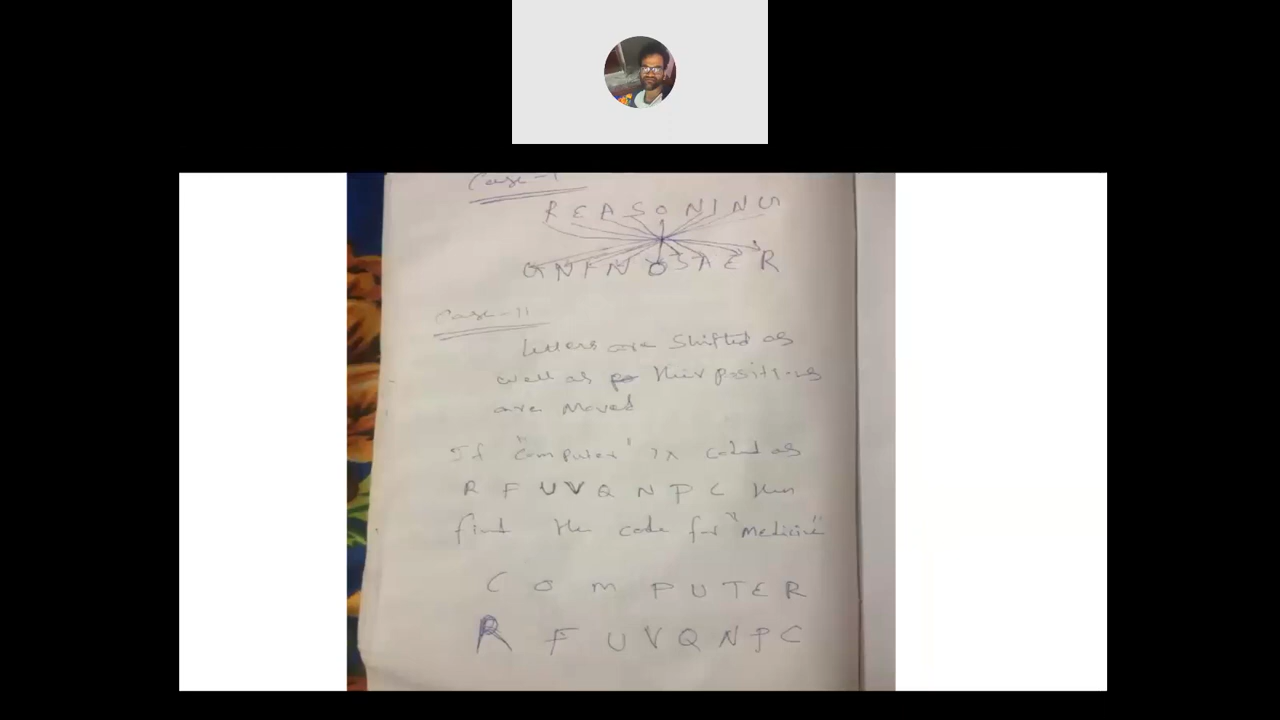 Case-I
R E A S O N I N G
G N I N O S A E R
Case-II
Letters are shifted as
well as their positions
are moved
If "computer" is coded as
R F U V Q N P C then
find the code for "medicine"
C O M P U T E R
R F U V Q N P C